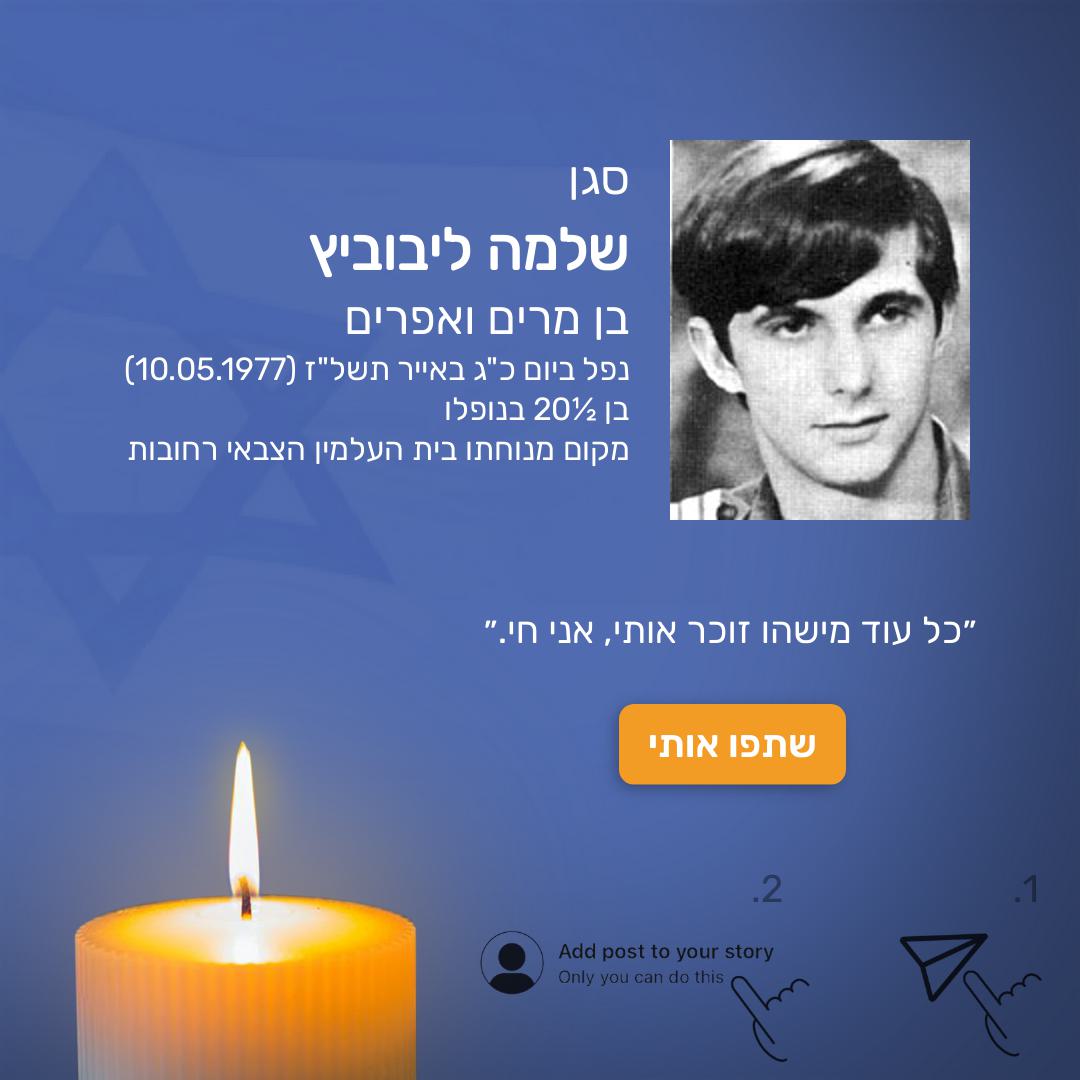 סגן
שלמה ליבוביץ
בן מרים ואפרים
נפל ביום כ"ג באייר תשל"ז (10.05.1977)
בן 20½ בנופלו
מקום מנוחתו בית העלמין הצבאי רחובות
״כל עוד מישהו זוכר אותי, אני חי.״
שתפו אותי
.1
.2
Add post to your story
Only you can do this